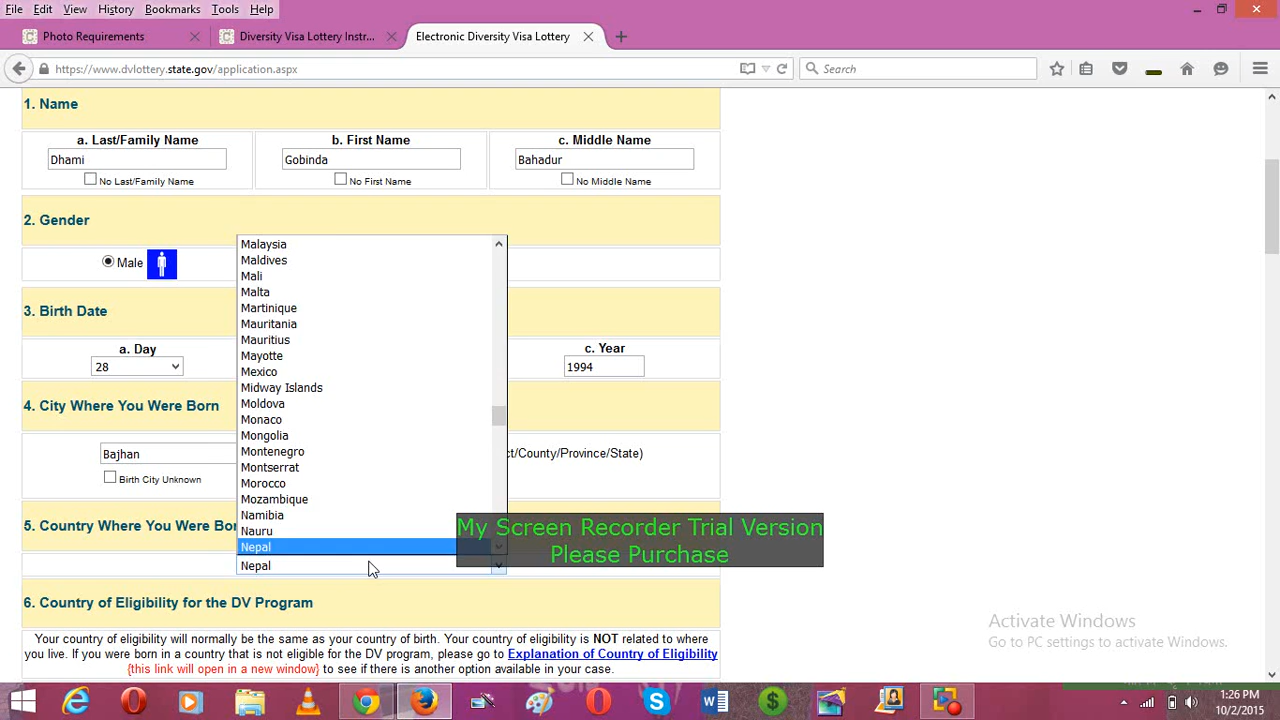 File Edit View History Bookmarks Tools Help
Photo Requirements
Diversity Visa Lottery Instr...
Electronic Diversity Visa Lottery
https://www.dvlottery.state.gov/application.aspx
Search
1. Name
a. Last/Family Name b. First Name c. Middle Name
Dhami Gobinda Bahadur
No Last/Family Name No First Name No Middle Name
2. Gender
Male
3. Birth Date
a. Day c. Year
28 1994
4. City Where You Were Born
Bajhan ct/County/Province/State)
Birth City Unknown
5. Country Where You Were Bor
Malaysia
Maldives
Mali
Malta
Martinique
Mauritania
Mauritius
Mayotte
Mexico
Midway Islands
Moldova
Monaco
Mongolia
Montenegro
Montserrat
Morocco
Mozambique
Namibia
Nauru
Nepal
Nepal
My Screen Recorder Trial Version
Please Purchase
6. Country of Eligibility for the DV Program
Your country of eligibility will normally be the same as your country of birth. Your country of eligibility is NOT related to where
you live. If you were born in a country that is not eligible for the DV program, please go to Explanation of Country of Eligibility
{this link will open in a new window} to see if there is another option available in your case.
Activate Windows
Go to PC settings to activate Windows.
1:26 PM
10/2/2015